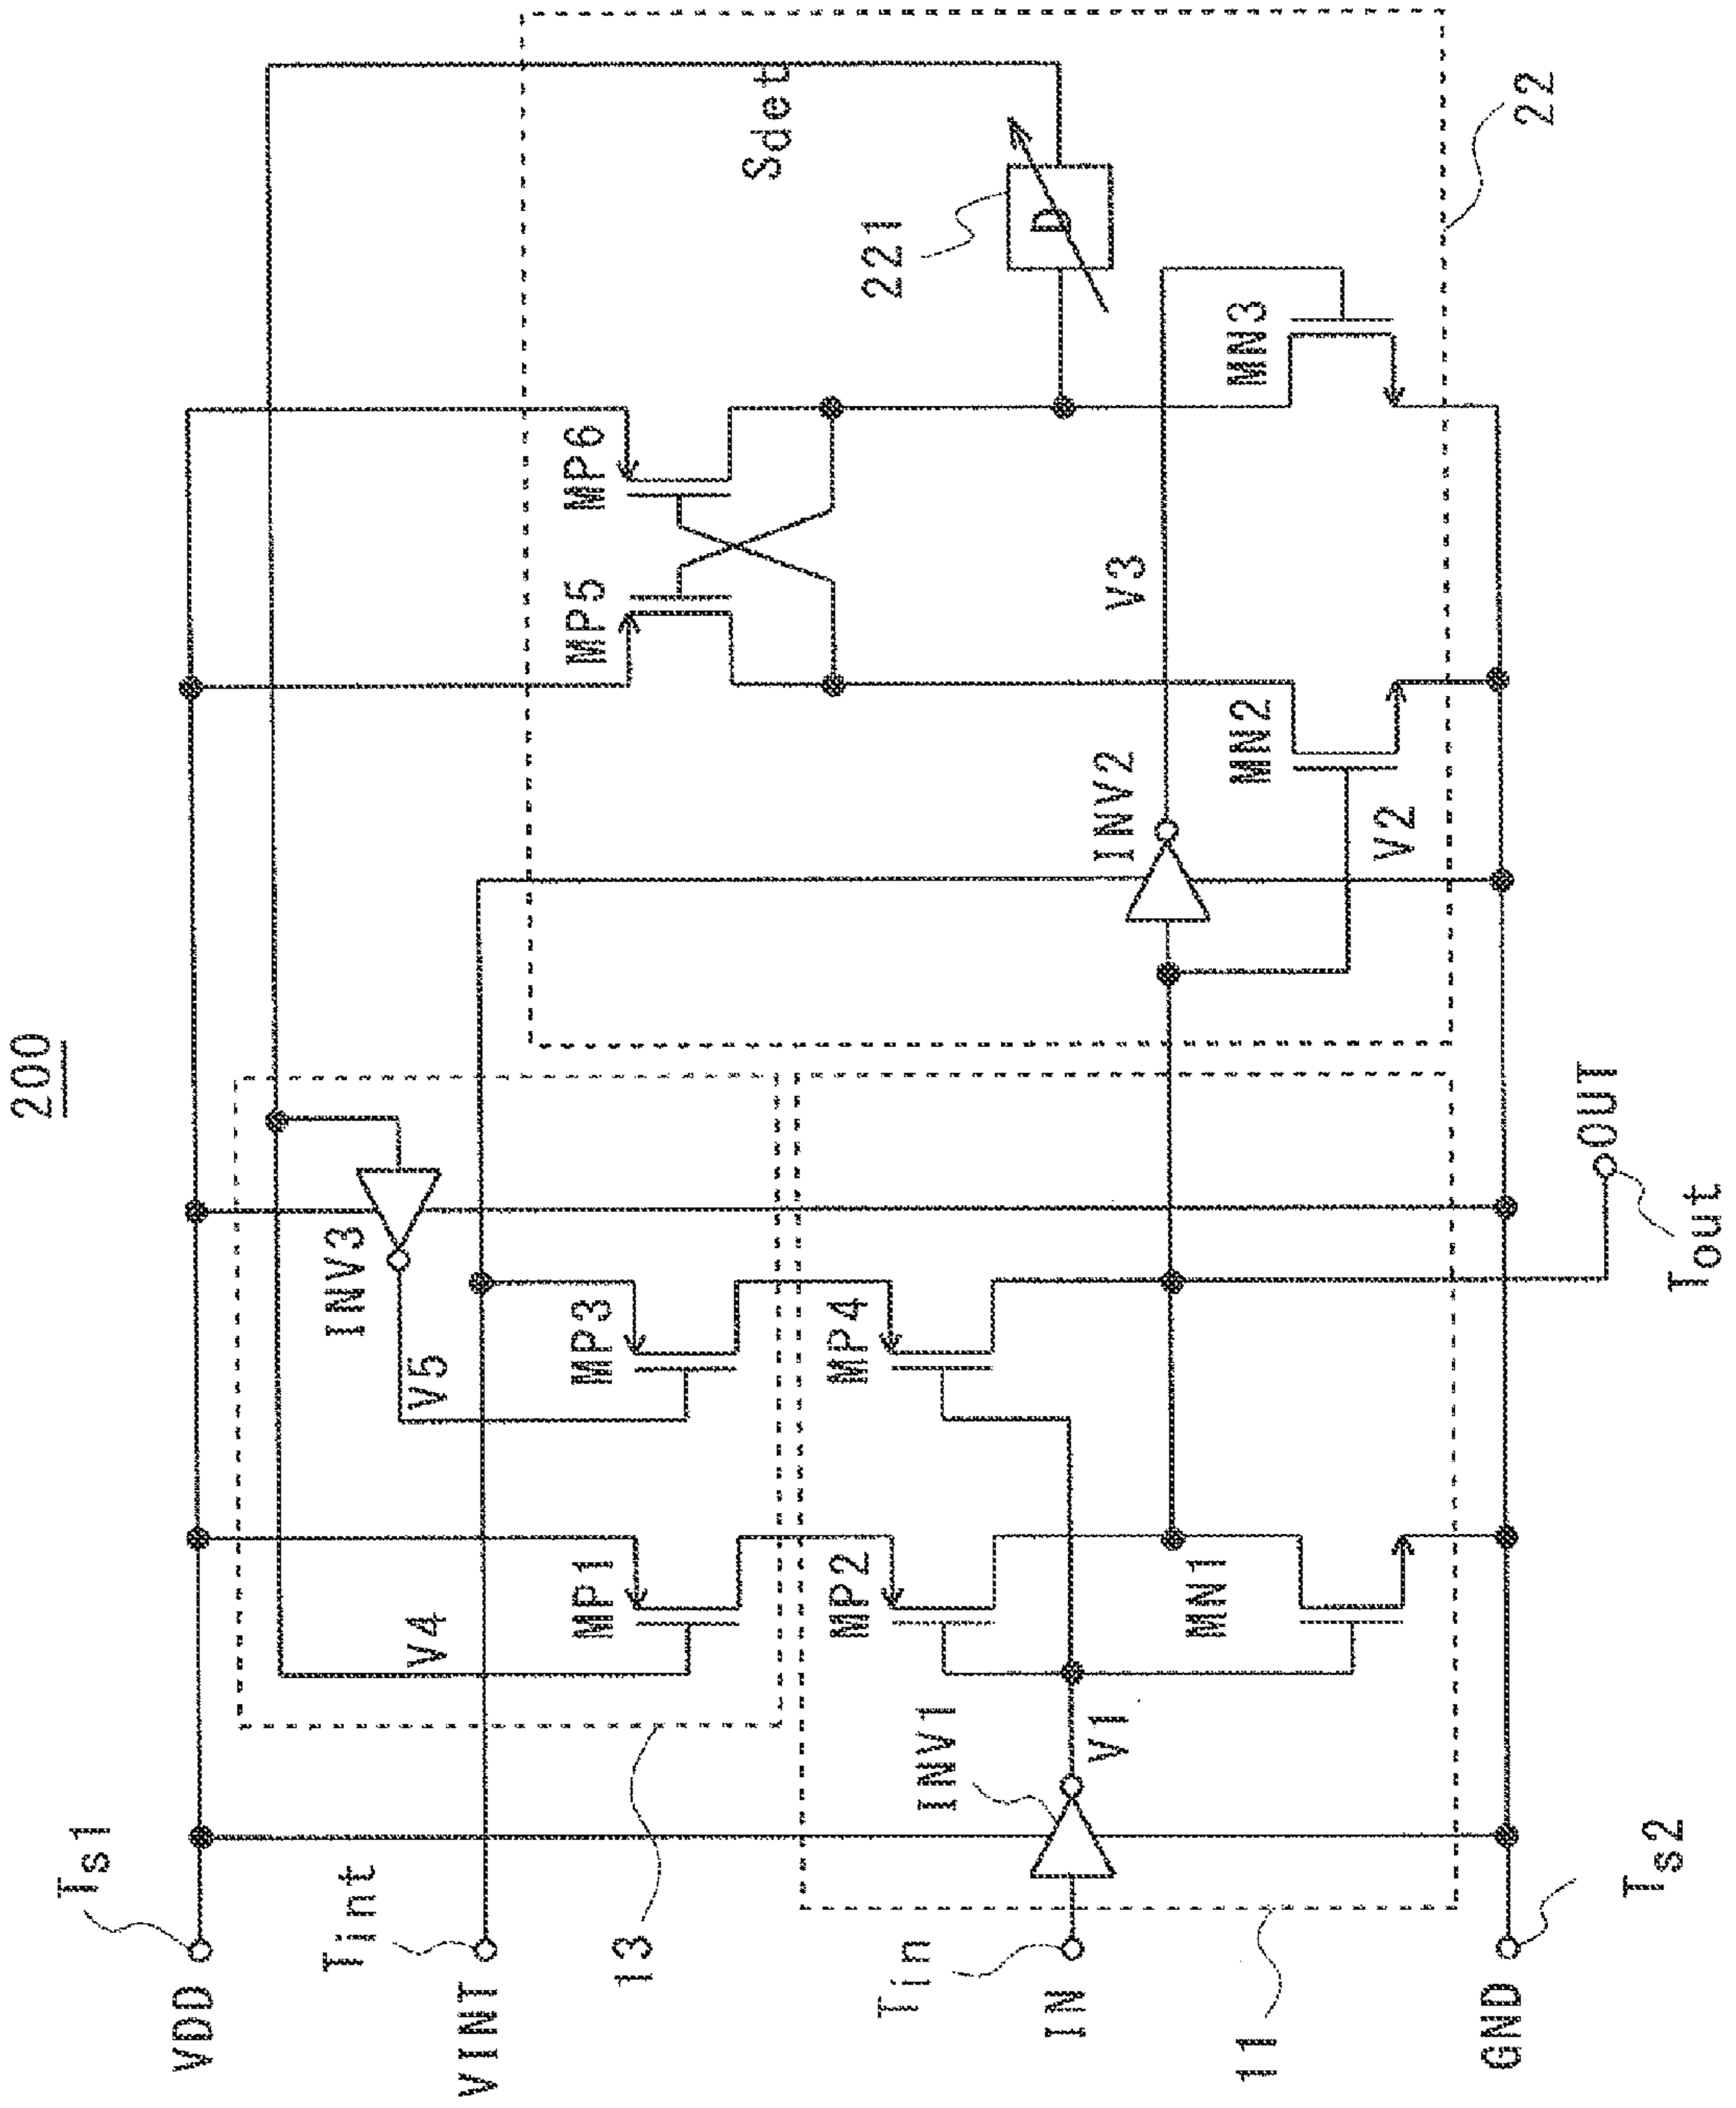 200
VDD
Ts1
VINT
Tint
IN
Tin
GND
Ts2
13
11
INV1
V1
V4
V5
INV3
MP1
MP2
MN1
MP3
MP4
OUT
Tout
INV2
V2
V3
MN2
MP5
MP6
MN3
221
D
Sdet
22